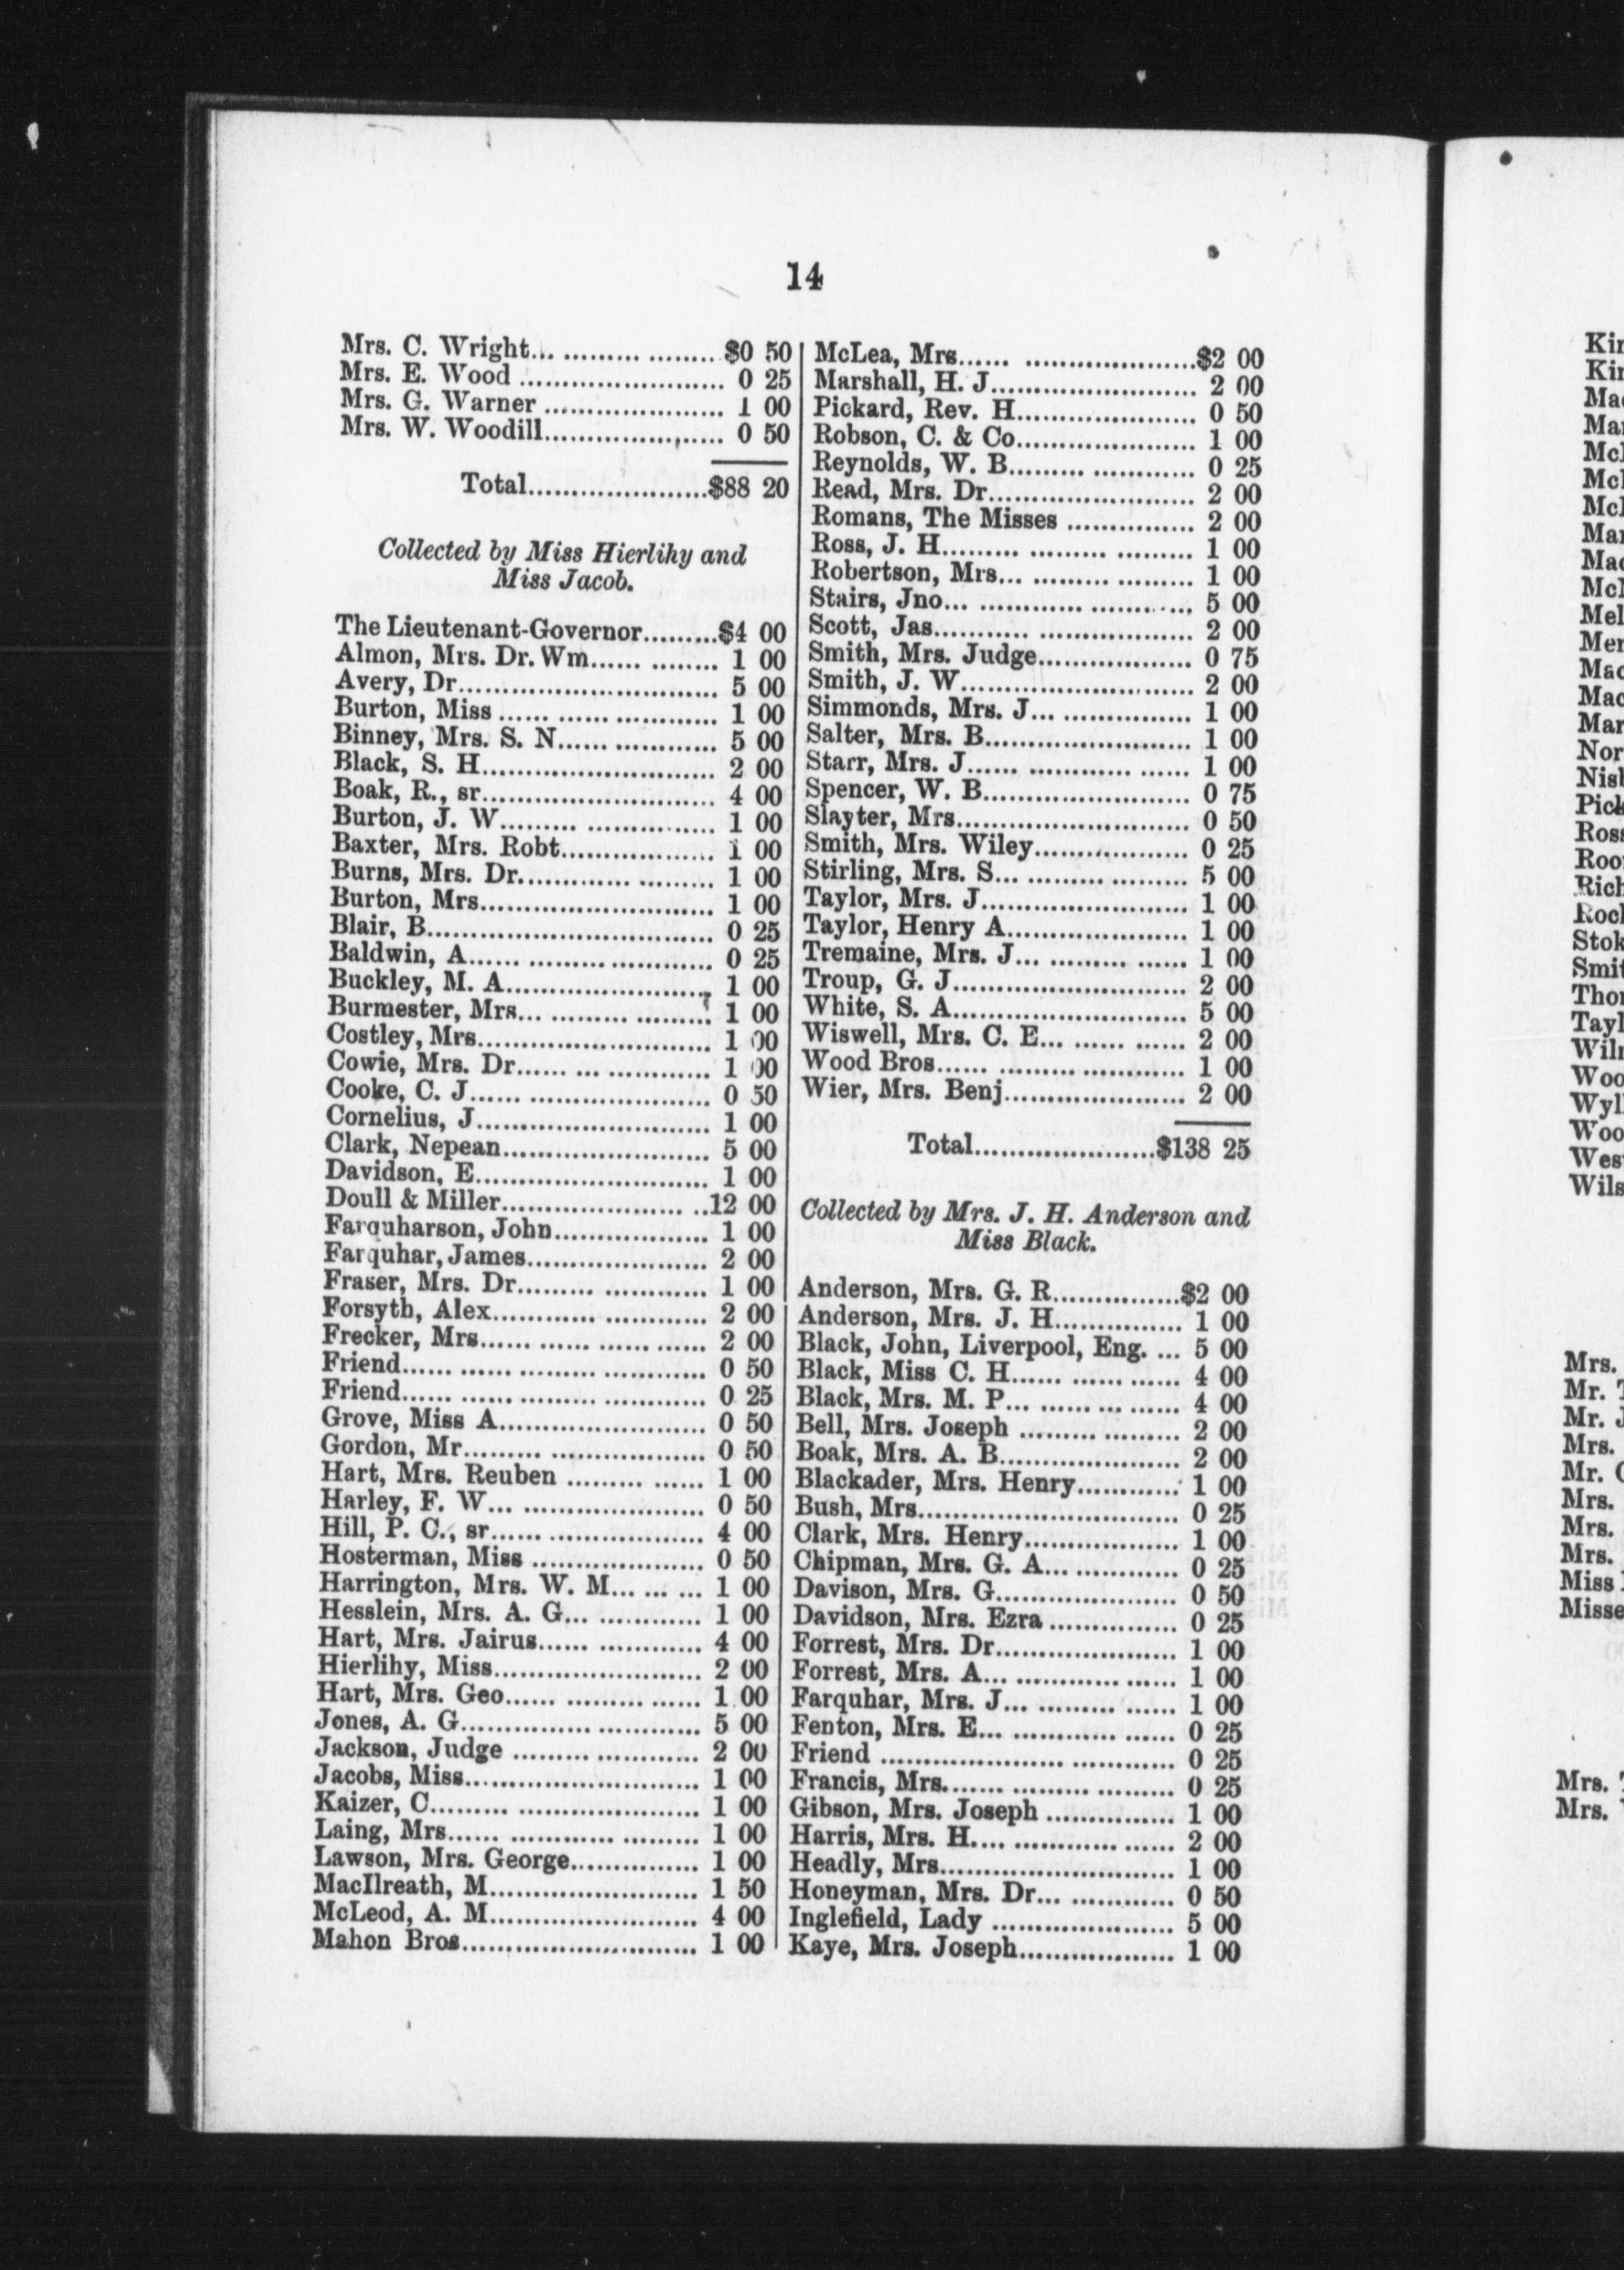 14
Mrs. C. Wright... ......... .........$0 50
Mrs. E. Wood ........................ 0 25
Mrs. G. Warner ..................... 1 00
Mrs. W. Woodill..................... 0 50
Total.....................$88 20
Collected by Miss Hierlihy and
Miss Jacob.
The Lieutenant-Governor.........$4 00
Almon, Mrs. Dr. Wm...... ........ 1 00
Avery, Dr.............................. 5 00
Burton, Miss ...... ...... ............ 1 00
Binney, Mrs. S. N...... ............ 5 00
Black, S. H........................... 2 00
Boak, R., sr........................... 4 00
Burton, J. W......... ............... 1 00
Baxter, Mrs. Robt.................. 1 00
Burns, Mrs. Dr............. ......... 1 00
Burton, Mrs........................... 1 00
Blair, B................................. 0 25
Baldwin, A...... ......... ............ 0 25
Buckley, M. A........................ 1 00
Burmester, Mrs... ......... ......... 1 00
Costley, Mrs........................... 1 00
Cowie, Mrs. Dr...... ... ............ 1 00
Cooke, C. J...... ..................... 0 50
Cornelius, J........................... 1 00
Clark, Nepean........................ 5 00
Davidson, E........................... 1 00
Doull & Miller..................... ..12 00
Farquharson, John.................. 1 00
Farquhar, James..................... 2 00
Fraser, Mrs. Dr......... ............ 1 00
Forsyth, Alex............ ............ 2 00
Frecker, Mrs...... ...... ...... ...... 2 00
Friend...... ...... ......... ............ 0 50
Friend...... ...... ......... ............ 0 25
Grove, Miss A........................ 0 50
Gordon, Mr......... .................. 0 50
Hart, Mrs. Reuben ......... ...... 1 00
Harley, F. W... ..................... 0 50
Hill, P. C., sr...... .................. 4 00
Hosterman, Miss .................... 0 50
Harrington, Mrs. W. M... ... ... 1 00
Hesslein, Mrs. A. G... ............ 1 00
Hart, Mrs. Jairus...... ............ 4 00
Hierlihy, Miss........................ 2 00
Hart, Mrs. Geo...... ......... ...... 1 00
Jones, A. G............... ............ 5 00
Jackson, Judge ......... ............ 2 00
Jacobs, Miss........................... 1 00
Kaizer, C......... ..................... 1 00
Laing, Mrs...... ............ ......... 1 00
Lawson, Mrs. George............... 1 00
MacIlreath, M........................ 1 50
McLeod, A. M........................ 4 00
Mahon Bros........................... 1 00
McLea, Mrs...... .....................$2 00
Marshall, H. J........................ 2 00
Pickard, Rev. H..................... 0 50
Robson, C. & Co..................... 1 00
Reynolds, W. B......... ............ 0 25
Read, Mrs. Dr........................ 2 00
Romans, The Misses ............... 2 00
Ross, J. H......... ......... ......... 1 00
Robertson, Mrs... ......... ......... 1 00
Stairs, Jno... ............ ............ 5 00
Scott, Jas........... .................. 2 00
Smith, Mrs. Judge.................. 0 75
Smith, J. W........................... 2 00
Simmonds, Mrs. J... ............... 1 00
Salter, Mrs. B........................ 1 00
Starr, Mrs. J...... ............ ...... 1 00
Spencer, W. B........................ 0 75
Slayter, Mrs........................... 0 50
Smith, Mrs. Wiley.................. 0 25
Stirling, Mrs. S... ......... ......... 5 00
Taylor, Mrs. J........................ 1 00
Taylor, Henry A..................... 1 00
Tremaine, Mrs. J... ......... ...... 1 00
Troup, G. J........................... 2 00
White, S. A........................... 5 00
Wiswell, Mrs. C. E... ...... ...... 2 00
Wood Bros...... ......... ............ 1 00
Wier, Mrs. Benj..................... 2 00
Total.....................$138 25
Collected by Mrs. J. H. Anderson and
Miss Black.
Anderson, Mrs. G. R...............$2 00
Anderson, Mrs. J. H............... 1 00
Black, John, Liverpool, Eng. ... 5 00
Black, Miss C. H...... ...... ...... 4 00
Black, Mrs. M. P... ...... ... ...... 4 00
Bell, Mrs. Joseph ......... ......... 2 00
Boak, Mrs. A. B..................... 2 00
Blackader, Mrs. Henry............ 1 00
Bush, Mrs.............................. 0 25
Clark, Mrs. Henry.................. 1 00
Chipman, Mrs. G. A... ............ 0 25
Davison, Mrs. G..................... 0 50
Davidson, Mrs. Ezra ............... 0 25
Forrest, Mrs. Dr..................... 1 00
Forrest, Mrs. A... ............ ...... 1 00
Farquhar, Mrs. J... ......... ...... 1 00
Fenton, Mrs. E... ............ ...... 0 25
Friend ..................... ............ 0 25
Francis, Mrs....... ......... ......... 0 25
Gibson, Mrs. Joseph ............... 1 00
Harris, Mrs. H.... ............ ...... 2 00
Headly, Mrs........................... 1 00
Honeyman, Mrs. Dr... ............ 0 50
Inglefield, Lady ..................... 5 00
Kaye, Mrs. Joseph.................. 1 00